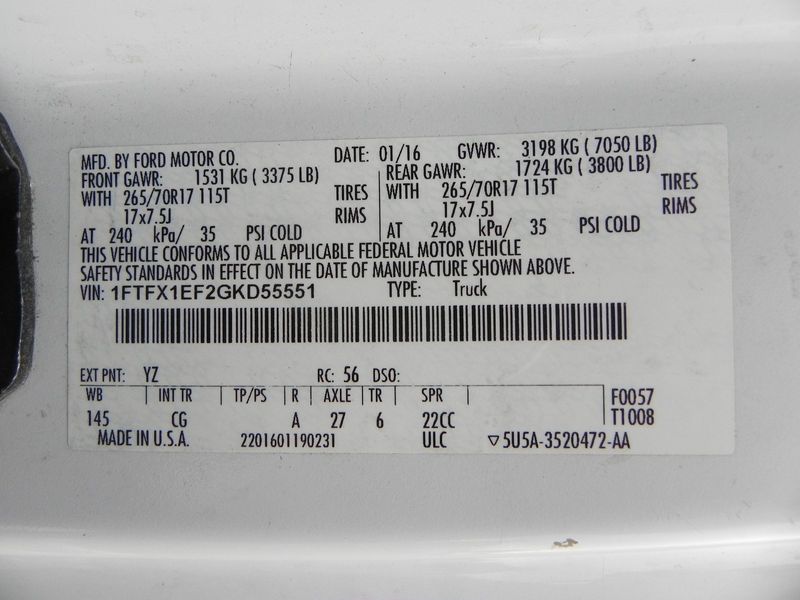 MFD. BY FORD MOTOR CO. DATE: 01/16 GVWR: 3198 KG ( 7050 LB)
FRONT GAWR: 1531 KG ( 3375 LB) REAR GAWR: 1724 KG ( 3800 LB)
WITH 265/70R17 115T TIRES WITH 265/70R17 115T TIRES
17x7.5J RIMS 17x7.5J RIMS
AT 240 kPa/ 35 PSI COLD AT 240 kPa/ 35 PSI COLD
THIS VEHICLE CONFORMS TO ALL APPLICABLE FEDERAL MOTOR VEHICLE
SAFETY STANDARDS IN EFFECT ON THE DATE OF MANUFACTURE SHOWN ABOVE.
VIN: 1FTFX1EF2GKD55551 TYPE: Truck
EXT PNT: YZ RC: 56 DSO:
WB INT TR TP/PS R AXLE TR SPR F0057
145 CG A 27 6 22CC T1008
MADE IN U.S.A. 2201601190231 ULC ▽5U5A-3520472-AA